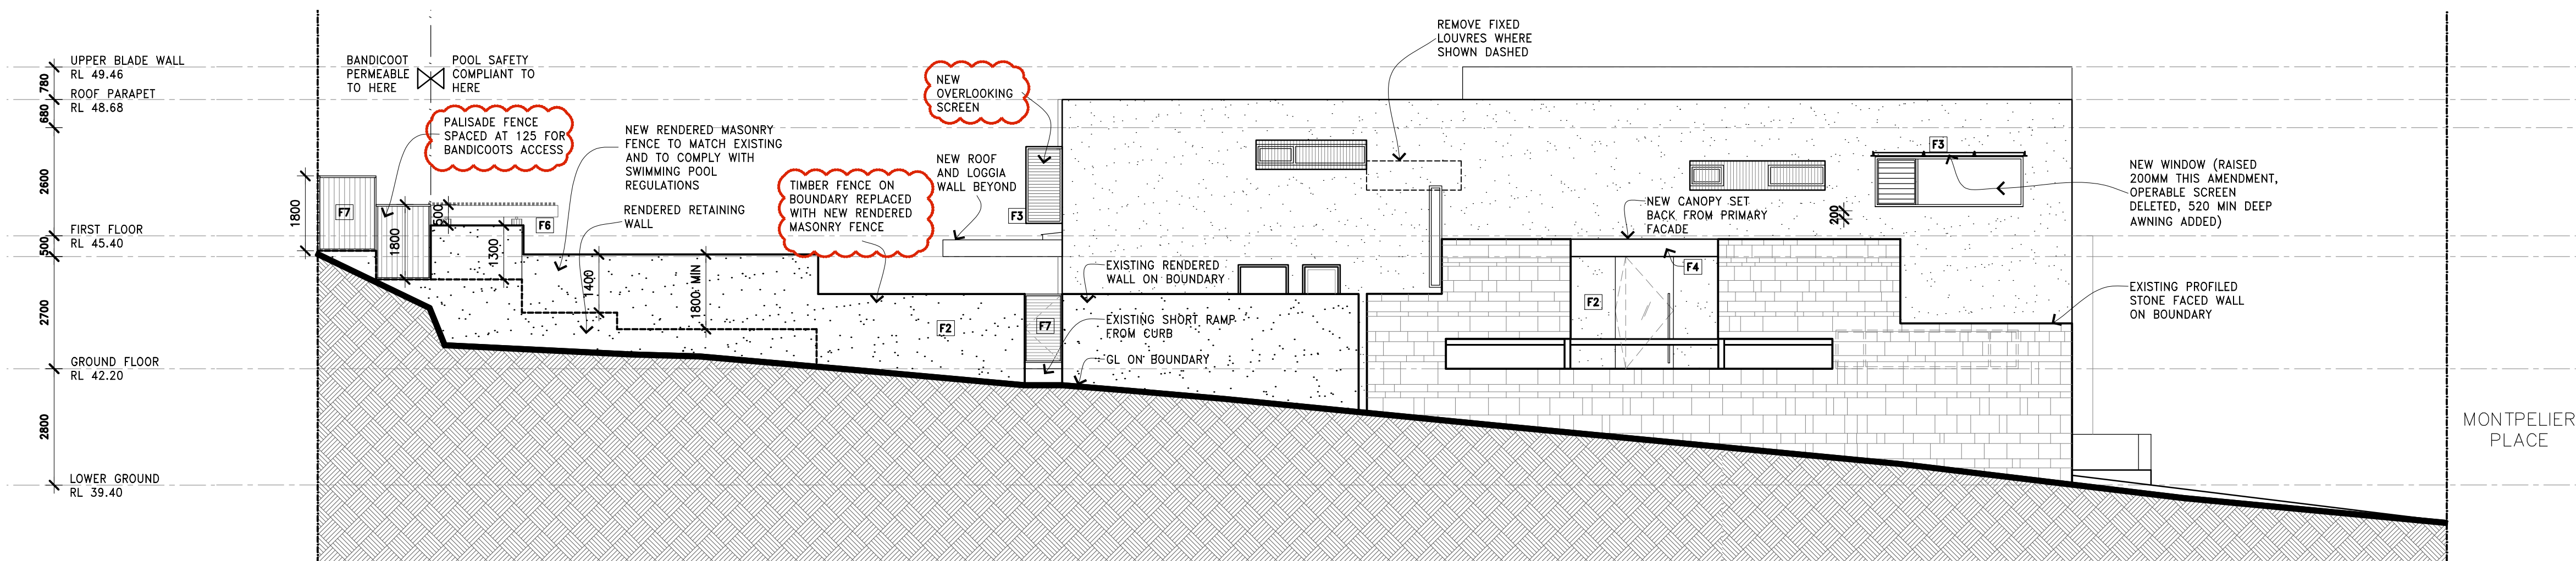 UPPER BLADE WALL
RL 49.46
780
ROOF PARAPET
RL 48.68
680
2600
FIRST FLOOR
RL 45.40
500
2700
GROUND FLOOR
RL 42.20
2800
LOWER GROUND
RL 39.40
1800
BANDICOOT
PERMEABLE
TO HERE
POOL SAFETY
COMPLIANT TO
HERE
PALISADE FENCE
SPACED AT 125 FOR
BANDICOOTS ACCESS
F7
1800
500
F6
1300
NEW RENDERED MASONRY
FENCE TO MATCH EXISTING
AND TO COMPLY WITH
SWIMMING POOL
REGULATIONS
RENDERED RETAINING
WALL
1400
1800 MIN
TIMBER FENCE ON
BOUNDARY REPLACED
WITH NEW RENDERED
MASONRY FENCE
NEW
OVERLOOKING
SCREEN
NEW ROOF
AND LOGGIA
WALL BEYOND
F3
F2
F7
EXISTING RENDERED
WALL ON BOUNDARY
EXISTING SHORT RAMP
FROM CURB
GL ON BOUNDARY
REMOVE FIXED
LOUVRES WHERE
SHOWN DASHED
NEW CANOPY SET
BACK FROM PRIMARY
FACADE
F4
F2
200
F3
NEW WINDOW (RAISED
200MM THIS AMENDMENT,
OPERABLE SCREEN
DELETED, 520 MIN DEEP
AWNING ADDED)
EXISTING PROFILED
STONE FACED WALL
ON BOUNDARY
MONTPELIER
PLACE